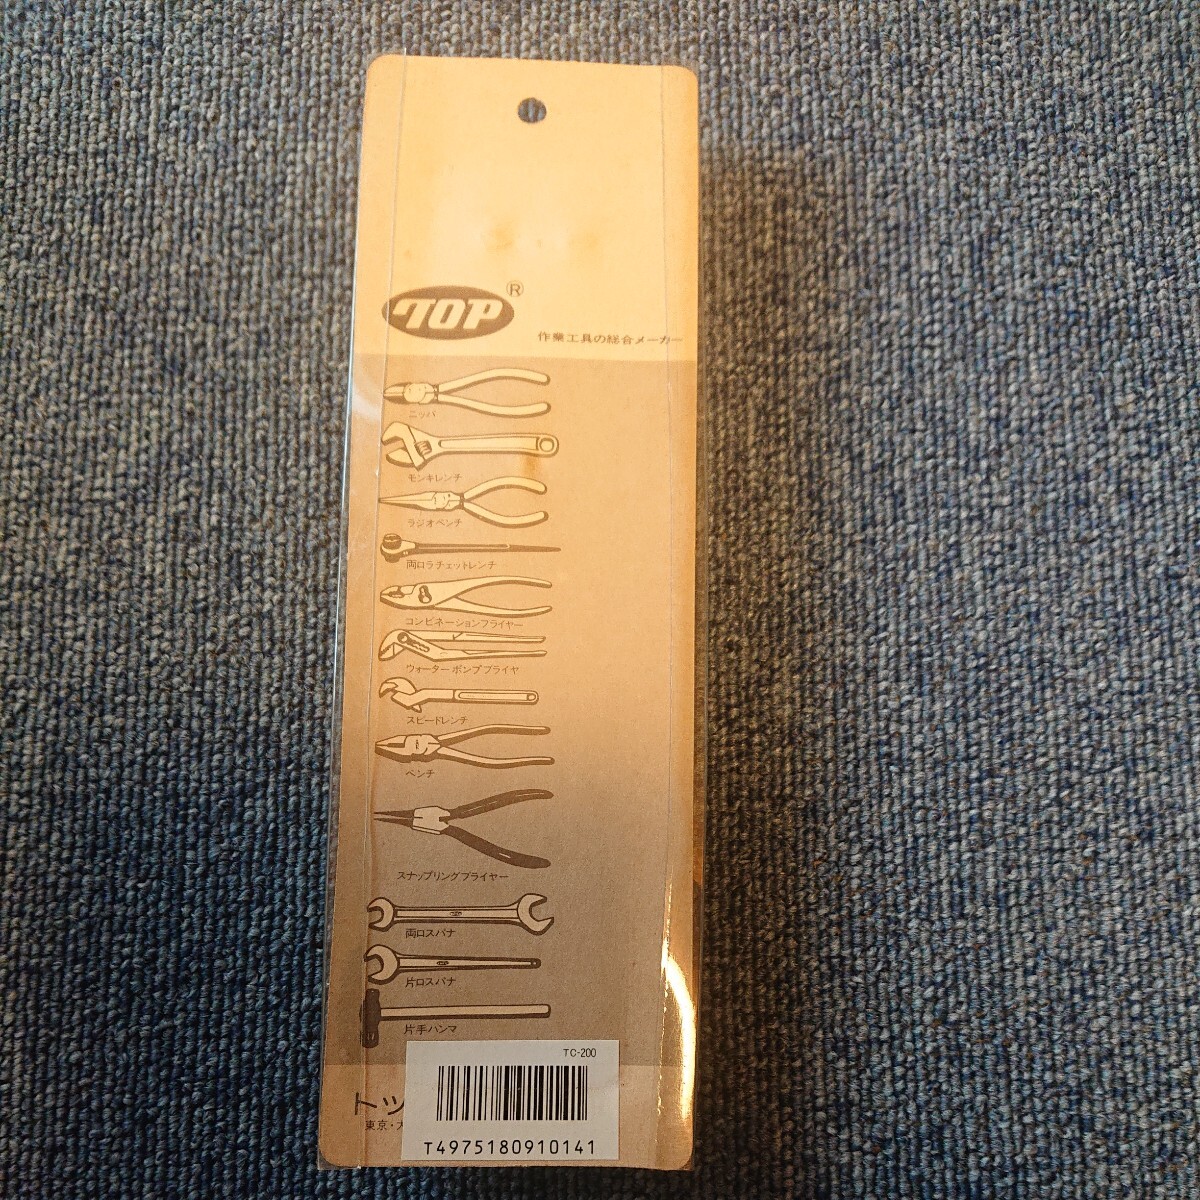 TOP®
作業工具の総合メーカー
ニッパ
モンキレンチ
ラジオペンチ
両口ラチェットレンチ
コンビネーションプライヤー
ウォーターポンププライヤ
スピードレンチ
ペンチ
スナップリングプライヤー
両口スパナ
片口スパナ
片手ハンマ
TC-200
トッ
東京・大
T4975180910141